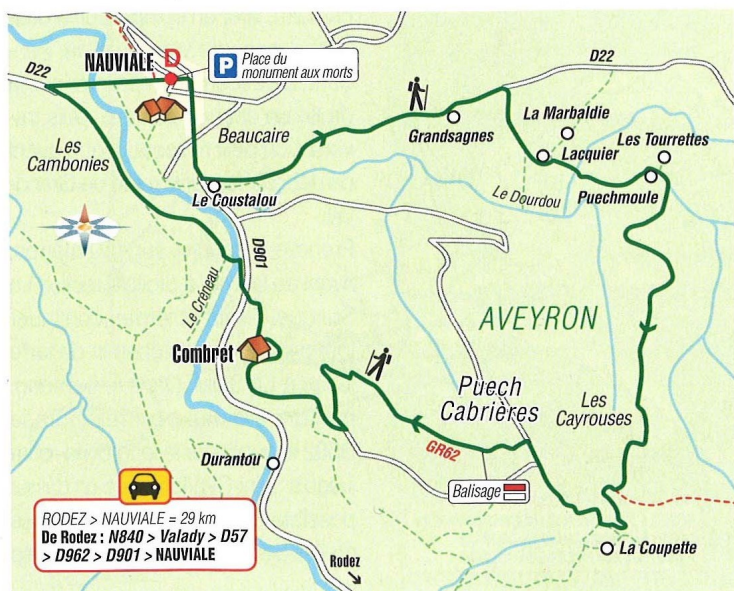 D22
NAUVIALE
D
P
Place du
monument aux morts
D22
Les
Cambonies
Beaucaire
Grandsagnes
La Marbaldie
Lacquier
Les Tourrettes
Puechmoule
Le Coustalou
Le Dourdou
D901
Le Créneau
AVEYRON
Combret
Puech
Cabrières
Les
Cayrouses
GR62
Balisage
Durantou
La Coupette
RODEZ > NAUVIALE = 29 km
De Rodez : N840 > Valady > D57
> D962 > D901 > NAUVIALE
Rodez